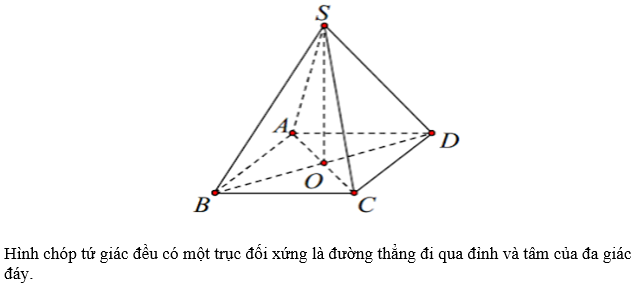 S
A
D
O
B
C
Hình chóp tứ giác đều có một trục đối xứng là đường thẳng đi qua đỉnh và tâm của đa giác
đáy.